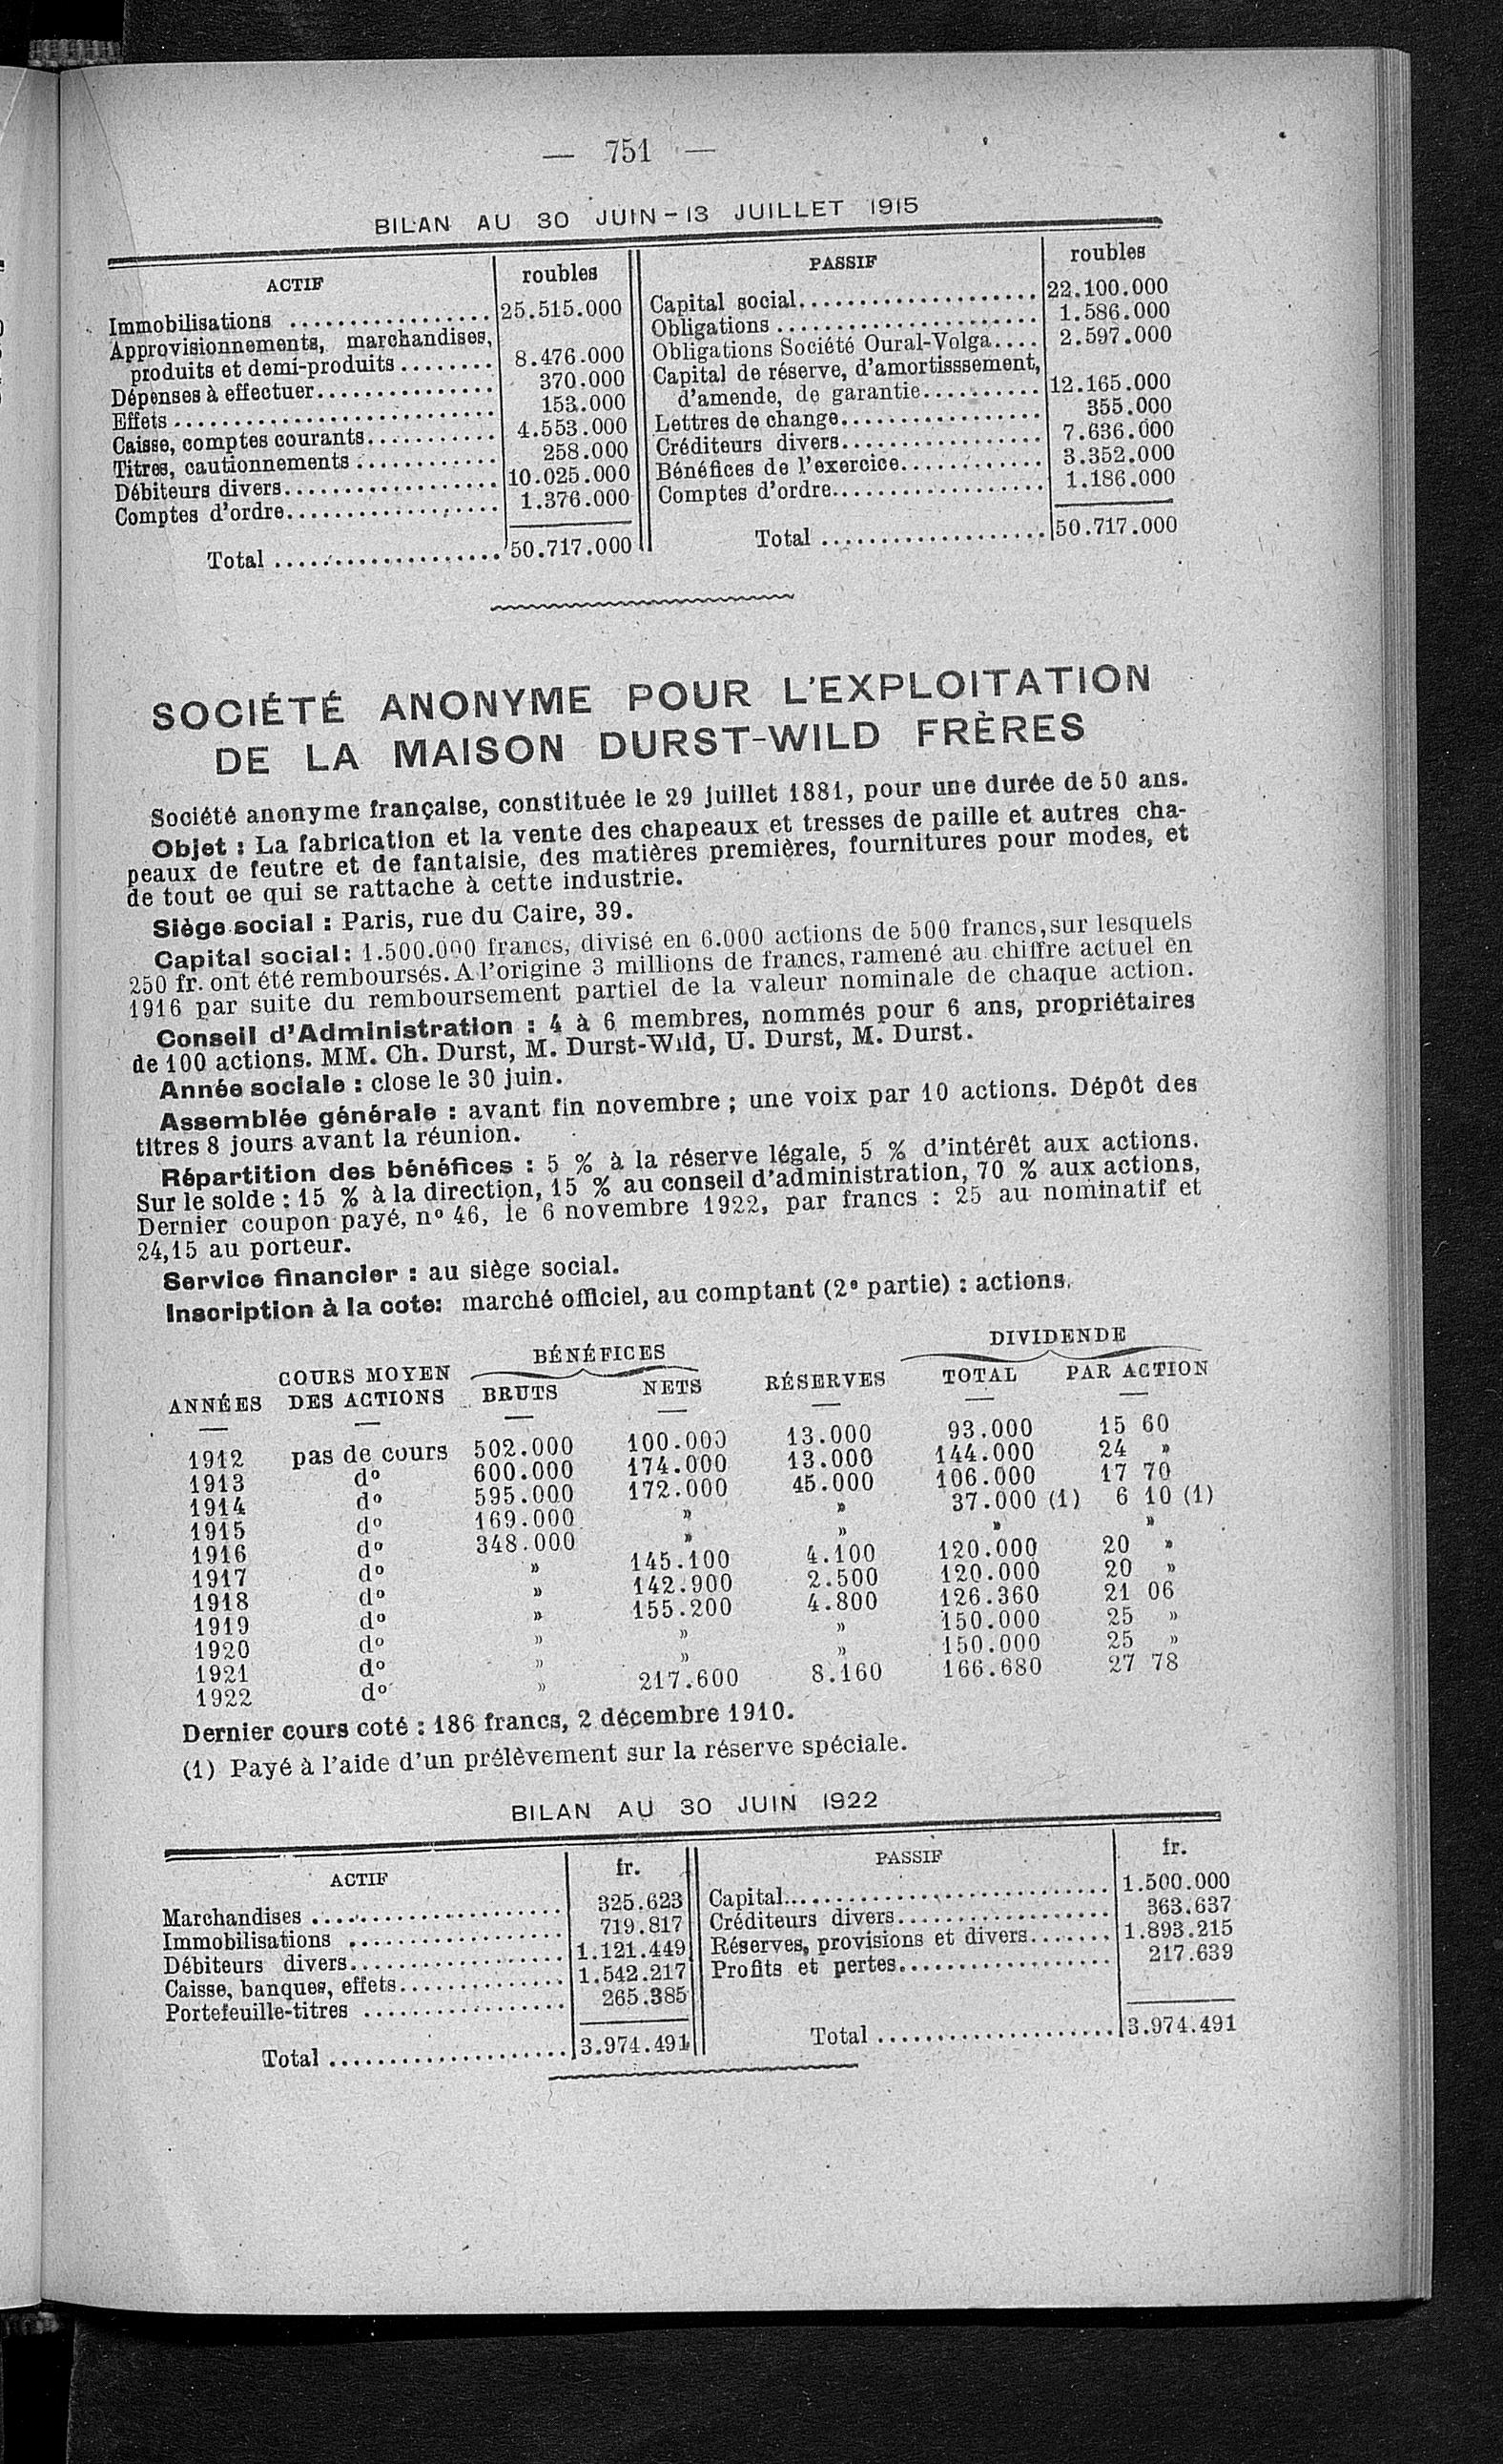 — 751 —
BILAN AU 30 JUIN-13 JUILLET 1915
ACTIF roubles PASSIF roubles
Immobilisations ................. 25.515.000 Capital social.................... 22.100.000
Approvisionnements, marchandises, Obligations ...................... 1.586.000
produits et demi-produits ........ 8.476.000 Obligations Société Oural-Volga.... 2.597.000
Dépenses à effectuer............... 370.000 Capital de réserve, d'amortisssement,
Effets ........................... 153.000 d'amende, de garantie.......... 12.165.000
Caisse, comptes courants........... 4.553.000 Lettres de change................. 355.000
Titres, cautionnements ............ 258.000 Créditeurs divers................. 7.636.000
Débiteurs divers.................. 10.025.000 Bénéfices de l'exercice............ 3.352.000
Comptes d'ordre.................. 1.376.000 Comptes d'ordre.................. 1.186.000
Total ................... 50.717.000 Total ................... 50.717.000
SOCIÉTÉ ANONYME POUR L'EXPLOITATION
DE LA MAISON DURST-WILD FRÈRES
Société anonyme française, constituée le 29 juillet 1881, pour une durée de 50 ans.
Objet : La fabrication et la vente des chapeaux et tresses de paille et autres cha-
peaux de feutre et de fantaisie, des matières premières, fournitures pour modes, et
de tout ce qui se rattache à cette industrie.
Siège social : Paris, rue du Caire, 39.
Capital social: 1.500.000 francs, divisé en 6.000 actions de 500 francs, sur lesquels
250 fr. ont été remboursés. A l'origine 3 millions de francs, ramené au chiffre actuel en
1916 par suite du remboursement partiel de la valeur nominale de chaque action.
Conseil d'Administration : 4 à 6 membres, nommés pour 6 ans, propriétaires
de 100 actions. MM. Ch. Durst, M. Durst-Wild, U. Durst, M. Durst.
Année sociale : close le 30 juin.
Assemblée générale : avant fin novembre ; une voix par 10 actions. Dépôt des
titres 8 jours avant la réunion.
Répartition des bénéfices : 5 % à la réserve légale, 5 % d'intérêt aux actions.
Sur le solde : 15 % à la direction, 15 % au conseil d'administration, 70 % aux actions,
Dernier coupon payé, nº 46, le 6 novembre 1922, par francs : 25 au nominatif et
24,15 au porteur.
Service financier : au siège social.
Inscription à la cote: marché officiel, au comptant (2º partie) : actions.
ANNÉES COURS MOYEN DES ACTIONS BÉNÉFICES BRUTS NETS RÉSERVES DIVIDENDE TOTAL PAR ACTION
1912 pas de cours 502.000 100.000 13.000 93.000 15 60
1913 dº 600.000 174.000 13.000 144.000 24 »
1914 dº 595.000 172.000 45.000 106.000 17 70
1915 dº 169.000 » » 37.000 (1) 6 10 (1)
1916 dº 348.000 » » » »
1917 dº » 145.100 4.100 120.000 20 »
1918 dº » 142.900 2.500 120.000 20 »
1919 dº » 155.200 4.800 126.360 21 06
1920 dº » » » 150.000 25 »
1921 dº » » » 150.000 25 »
1922 dº » 217.600 8.160 166.680 27 78
Dernier cours coté : 186 francs, 2 décembre 1910.
(1) Payé à l'aide d'un prélèvement sur la réserve spéciale.
BILAN AU 30 JUIN 1922
ACTIF fr. PASSIF fr.
Marchandises ..................... 325.623 Capital........................... 1.500.000
Immobilisations .................. 719.817 Créditeurs divers.................. 363.637
Débiteurs divers.................. 1.121.449 Réserves, provisions et divers....... 1.893.215
Caisse, banques, effets.............. 1.542.217 Profits et pertes.................. 217.639
Portefeuille-titres ................. 265.385
Total .................... 3.974.491 Total .................... 3.974.491